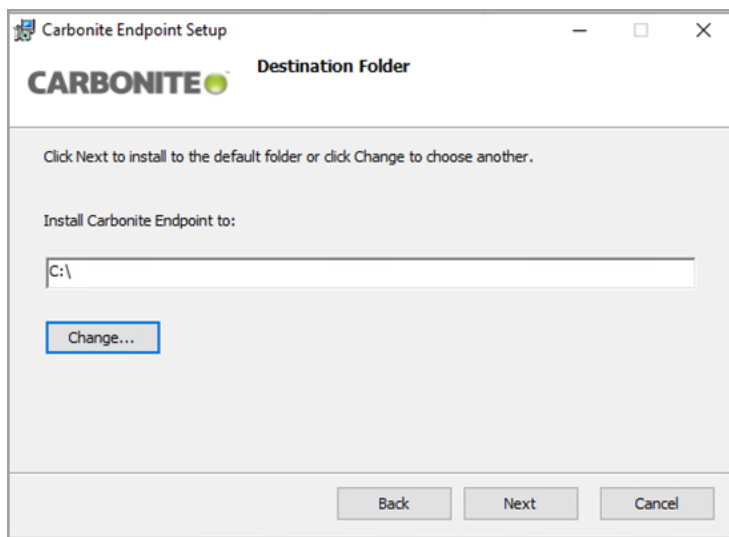 Carbonite Endpoint Setup
Destination Folder
CARBONITE
Click Next to install to the default folder or click Change to choose another.
Install Carbonite Endpoint to:
C:\
Change...
Back Next Cancel